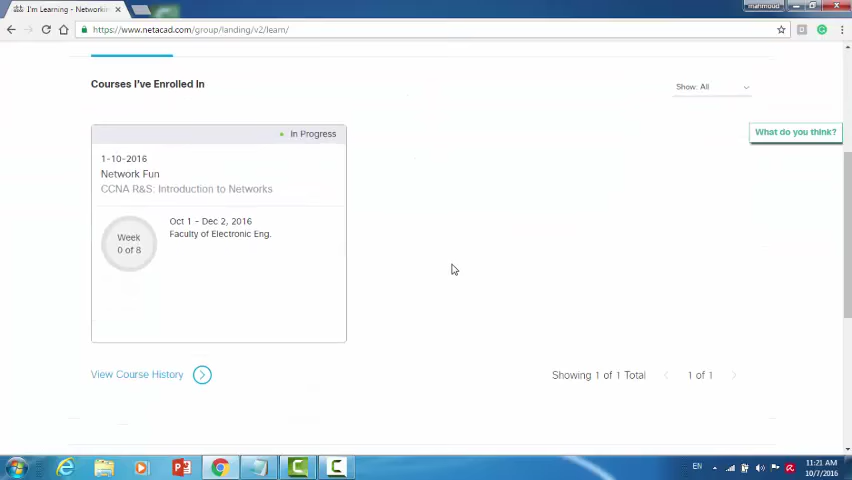 I'm Learning - Networkin
mahmoud
https://www.netacad.com/group/landing/v2/learn/
Courses I've Enrolled In
Show: All
What do you think?
In Progress
1-10-2016
Network Fun
CCNA R&S: Introduction to Networks
Week
0 of 8
Oct 1 - Dec 2, 2016
Faculty of Electronic Eng.
View Course History
Showing 1 of 1 Total
1 of 1
EN
11:21 AM
10/7/2016